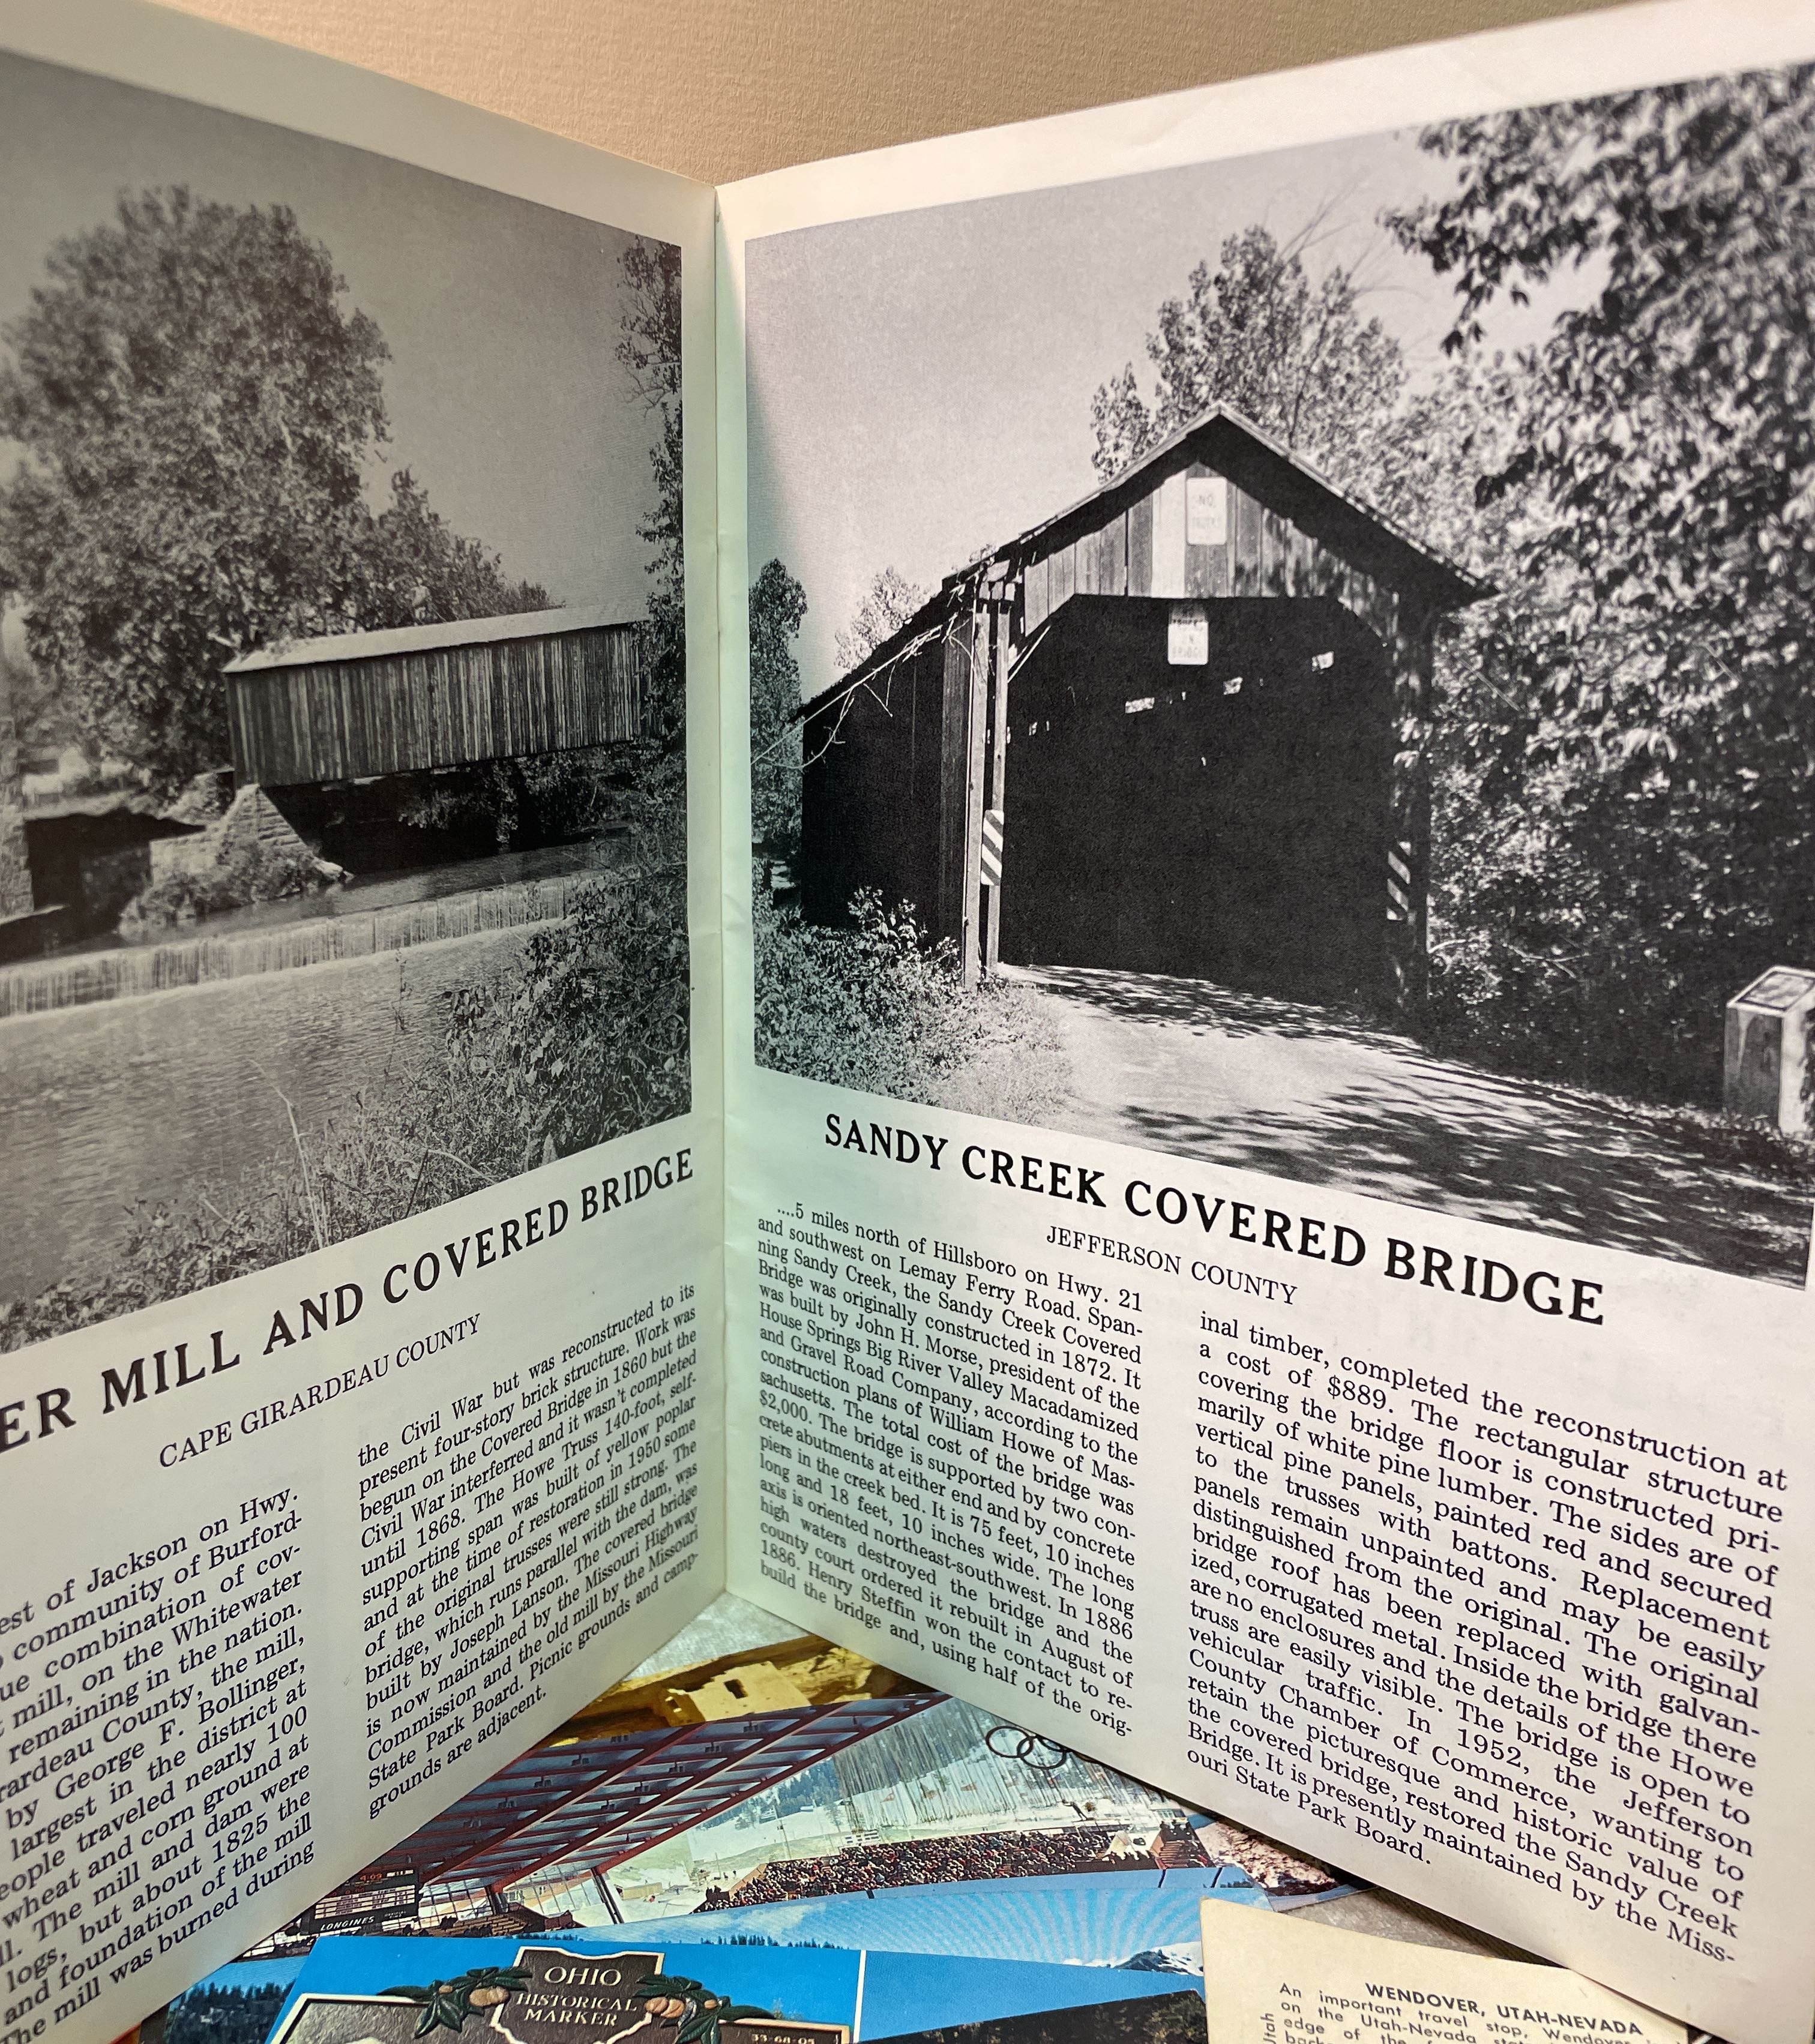 ER MILL AND COVERED BRIDGE
CAPE GIRARDEAU COUNTY
est of Jackson on Hwy.
community of Burford-
ue combination of cov-
mill, on the Whitewater
remaining in the nation.
rardeau County, the mill,
by George F. Bollinger,
largest in the district at
eople traveled nearly 100
wheat and corn ground at
ll. The mill and dam were
logs, but about 1825 the
and foundation of the mill
The mill was burned during
the Civil War but was reconstructed to its
present four-story brick structure. Work was
begun on the Covered Bridge in 1860 but the
Civil War interferred and it wasn't completed
until 1868. The Howe Truss 140-foot, self-
supporting span was built of yellow poplar
and at the time of restoration in 1950 some
of the original trusses were still strong. The
bridge, which runs parallel with the dam, was
built by Joseph Lanson. The covered bridge
is now maintained by the Missouri Highway
Commission and the old mill by the Missouri
State Park Board. Picnic grounds and camp-
grounds are adjacent.
NO
SANDY CREEK COVERED BRIDGE
JEFFERSON COUNTY
....5 miles north of Hillsboro on Hwy. 21
and southwest on Lemay Ferry Road. Span-
ning Sandy Creek, the Sandy Creek Covered
Bridge was originally constructed in 1872. It
was built by John H. Morse, president of the
House Springs Big River Valley Macadamized
and Gravel Road Company, according to the
construction plans of William Howe of Mas-
sachusetts. The total cost of the bridge was
$2,000. The bridge is supported by two con-
crete abutments at either end and by concrete
piers in the creek bed. It is 75 feet, 10 inches
long and 18 feet, 10 inches wide. The long
axis is oriented northeast-southwest. In 1886
high waters destroyed the bridge and the
county court ordered it rebuilt in August of
1886. Henry Steffin won the contact to re-
build the bridge and, using half of the orig-
inal timber, completed the reconstruction at
a cost of $889. The rectangular structure
covering the bridge floor is constructed pri-
marily of white pine lumber. The sides are of
vertical pine panels, painted red and secured
to the trusses with battons. Replacement
panels remain unpainted and may be easily
distinguished from the original. The original
bridge roof has been replaced with galvan-
ized, corrugated metal. Inside the bridge there
are no enclosures and the details of the Howe
truss are easily visible. The bridge is open to
vehicular traffic. In 1952, the Jefferson
County Chamber of Commerce, wanting to
retain the picturesque and historic value of
the covered bridge, restored the Sandy Creek
Bridge. It is presently maintained by the Miss-
ouri State Park Board.
LONGINES
OHIO
HISTORICAL
MARKER
33-68-03
WENDOVER, UTAH-NEVADA
An important travel stop, Wendover
on the Utah-Nevada
edge of the
Utah